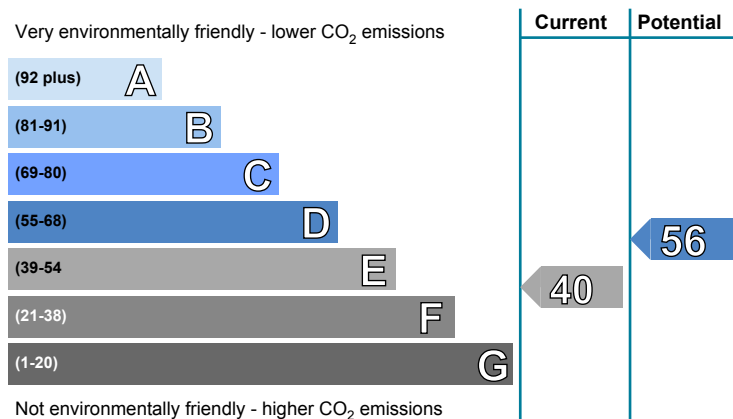 Very environmentally friendly - lower CO₂ emissions
Current
Potential
(92 plus) A
(81-91) B
(69-80) C
(55-68) D
(39-54 E
(21-38) F
(1-20) G
40
56
Not environmentally friendly - higher CO₂ emissions